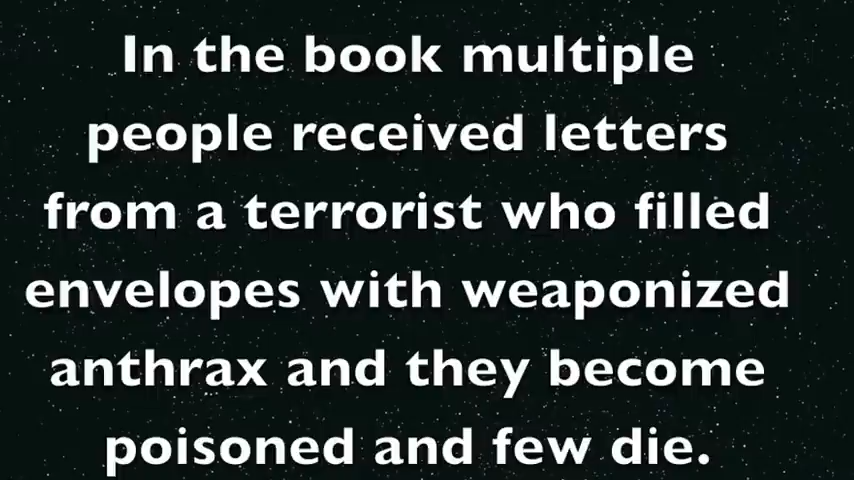 In the book multiple
people received letters
from a terrorist who filled
envelopes with weaponized
anthrax and they become
poisoned and few die.